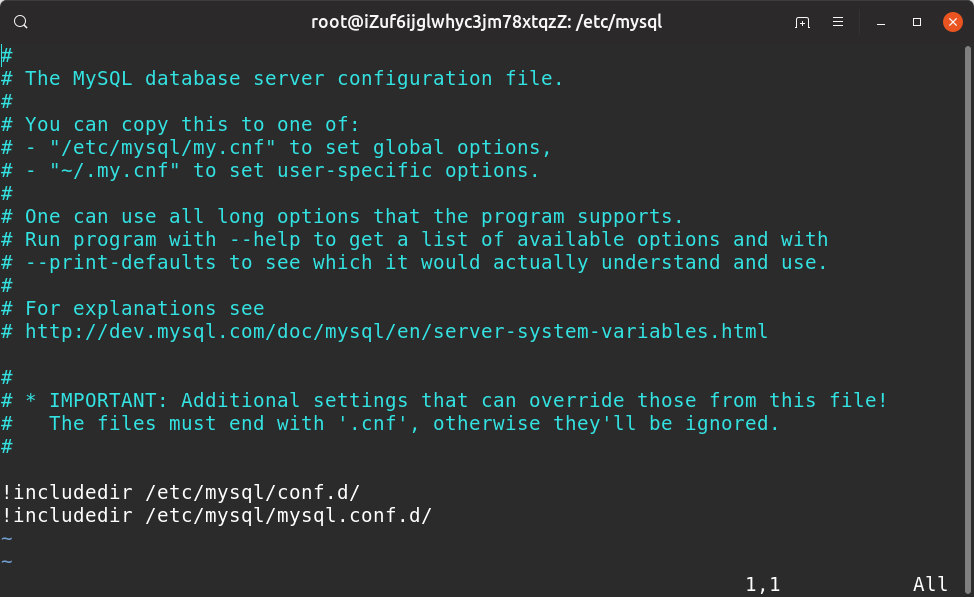 root@iZuf6ijglwhyc3jm78xtqzZ: /etc/mysql
#
# The MySQL database server configuration file.
#
# You can copy this to one of:
# - "/etc/mysql/my.cnf" to set global options,
# - "~/.my.cnf" to set user-specific options.
#
# One can use all long options that the program supports.
# Run program with --help to get a list of available options and with
# --print-defaults to see which it would actually understand and use.
#
# For explanations see
# http://dev.mysql.com/doc/mysql/en/server-system-variables.html

#
# * IMPORTANT: Additional settings that can override those from this file!
#   The files must end with '.cnf', otherwise they'll be ignored.
#

!includedir /etc/mysql/conf.d/
!includedir /etc/mysql/mysql.conf.d/
~
~
1,1 All